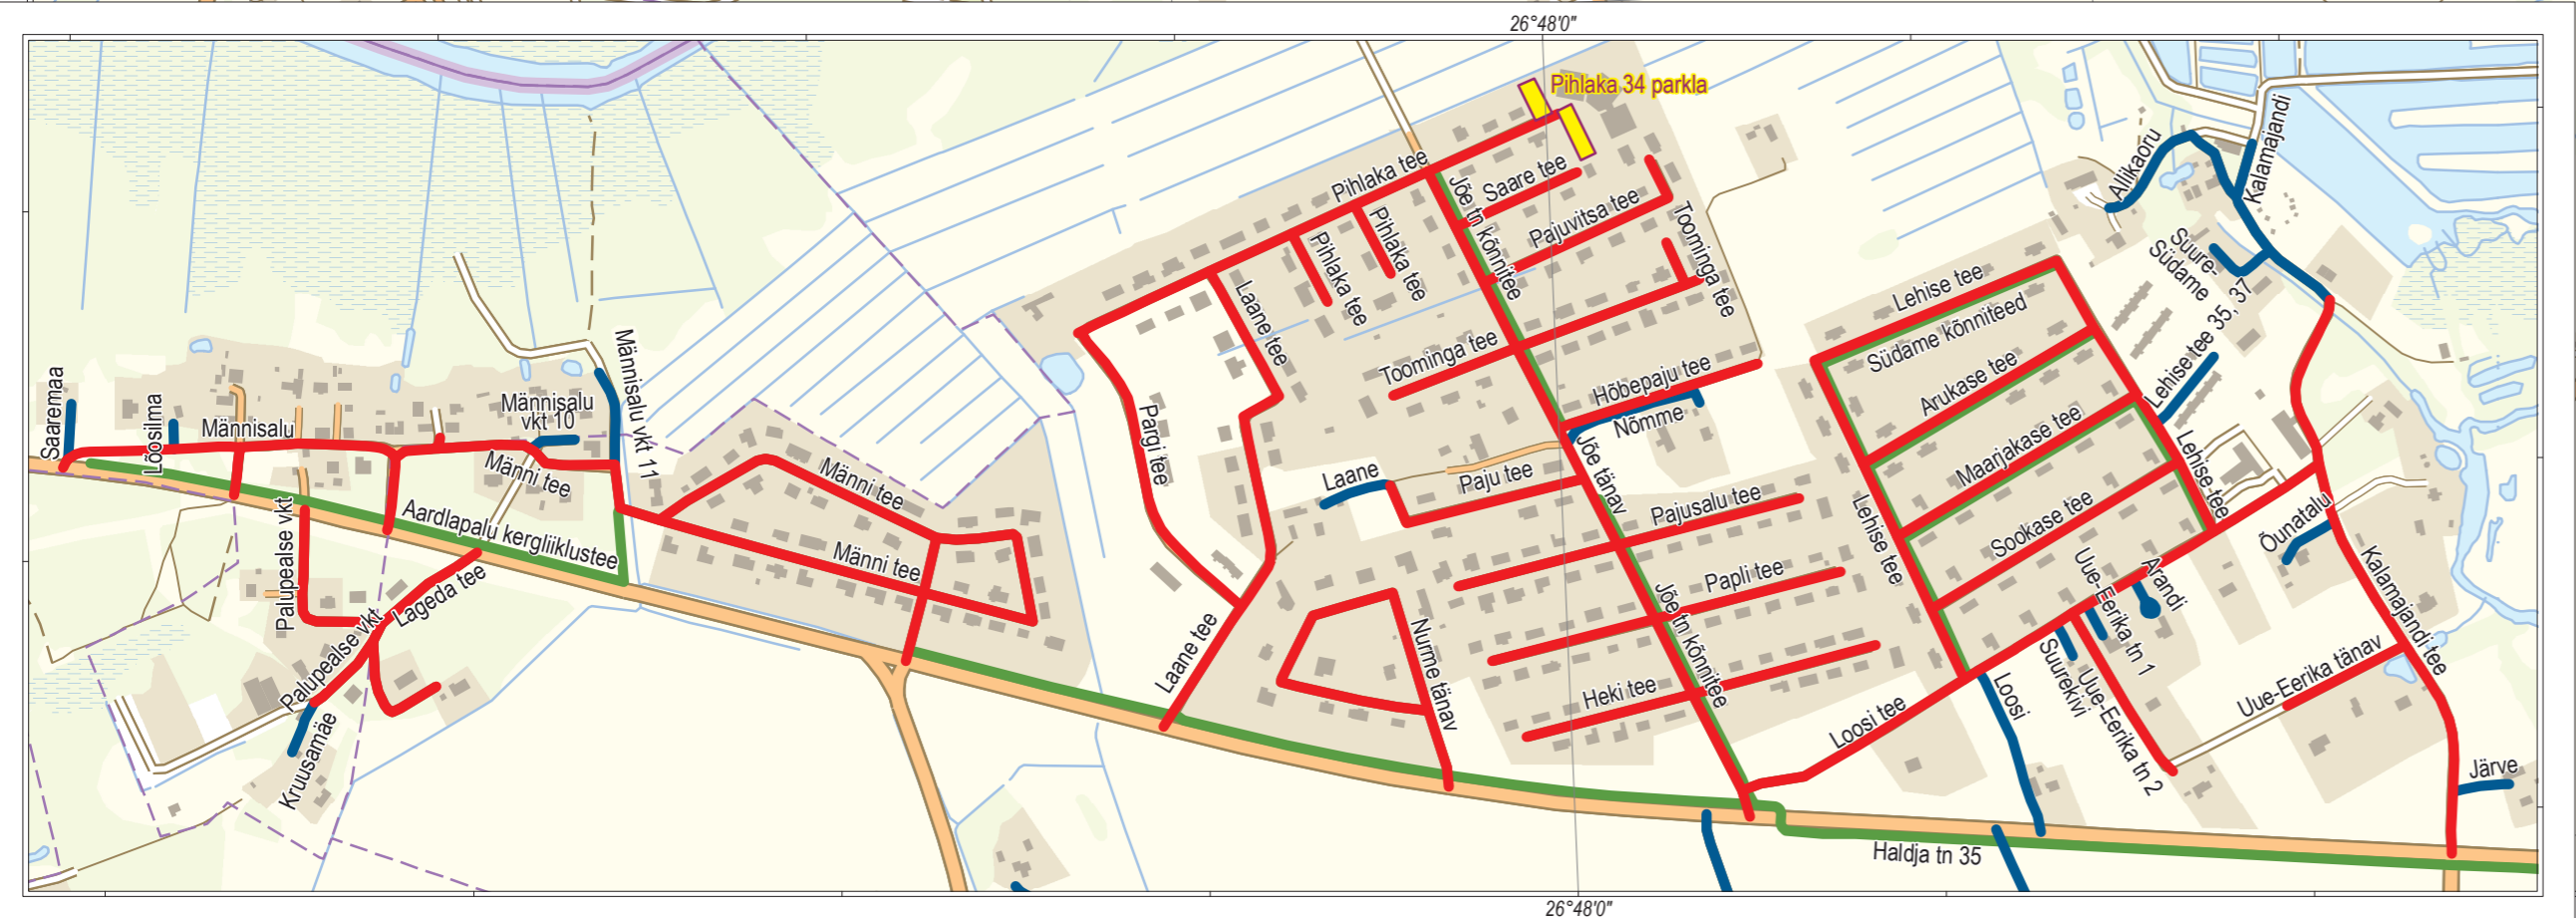 26°48'0"
Pihlaka 34 parkla
Kalamajandi
Allikaoru
Pihlaka tee
Saare tee
Jõe tn kõnnitee
Pajuvitsa tee
Pihlaka tee
Pihlaka tee
Toominga tee
Suure-
Südame
Laane tee
Lehise tee
Südame kõnniteed
Lehise tee 35, 37
Toominga tee
Arukase tee
Hõbepaju tee
Nõmme
Saaremaa
Lõosilma
Männisalu
Männisalu
vkt 10
Männisalu vkt 11
Männi tee
Männi tee
Pargi tee
Laane
Paju tee
Jõe tänav
Maarjakase tee
Lehise tee
Pajusalu tee
Lehise tee
Sookase tee
Õunatalu
Palupealse vkt
Aardlapalu kergliiklustee
Männi tee
Papli tee
Jõe tn kõnnitee
Uue-Eerika tn 1
Arandi
Kalamajandi tee
Lageda tee
Palupealse vkt
Laane tee
Nurme tänav
Heki tee
Loosi tee
Loosi
Suurekivi
Uue-Eerika tn 2
Uue-Eerika tänav
Kruusamäe
Järve
Haldja tn 35
26°48'0"